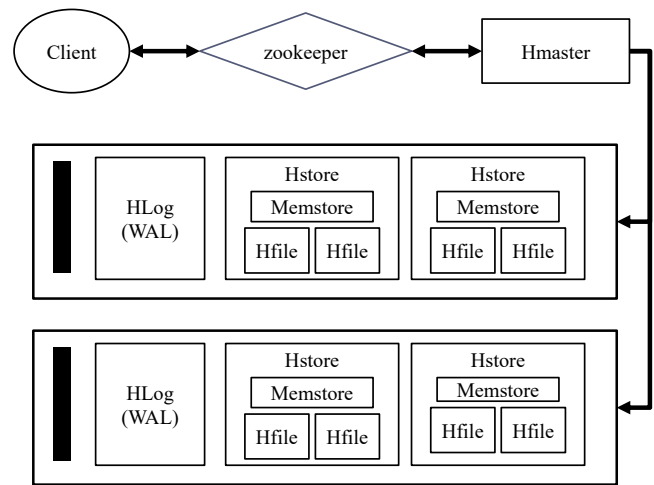 Client
zookeeper
Hmaster
HLog
(WAL)
Hstore
Memstore
Hfile
Hfile
Hstore
Memstore
Hfile
Hfile
HLog
(WAL)
Hstore
Memstore
Hfile
Hfile
Hstore
Memstore
Hfile
Hfile